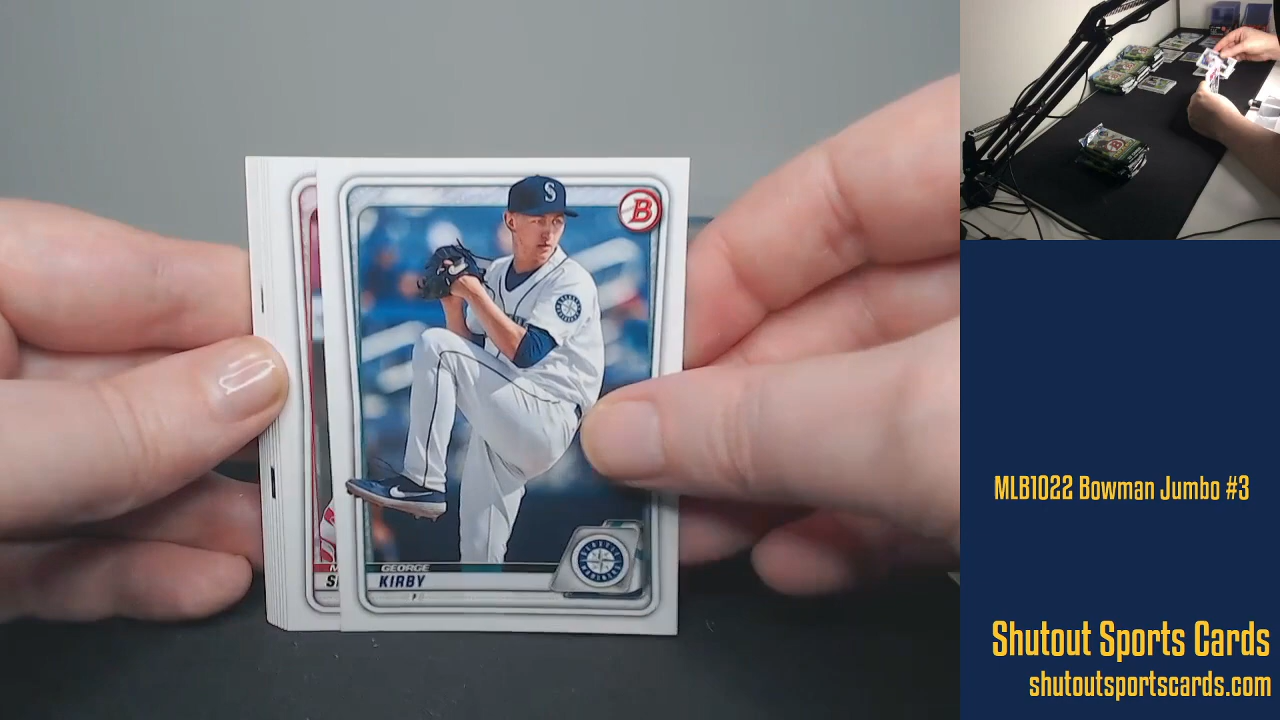 S
B
GEORGE
KIRBY
P
MLB1022 Bowman Jumbo #3
Shutout Sports Cards
shutoutsportscards.com